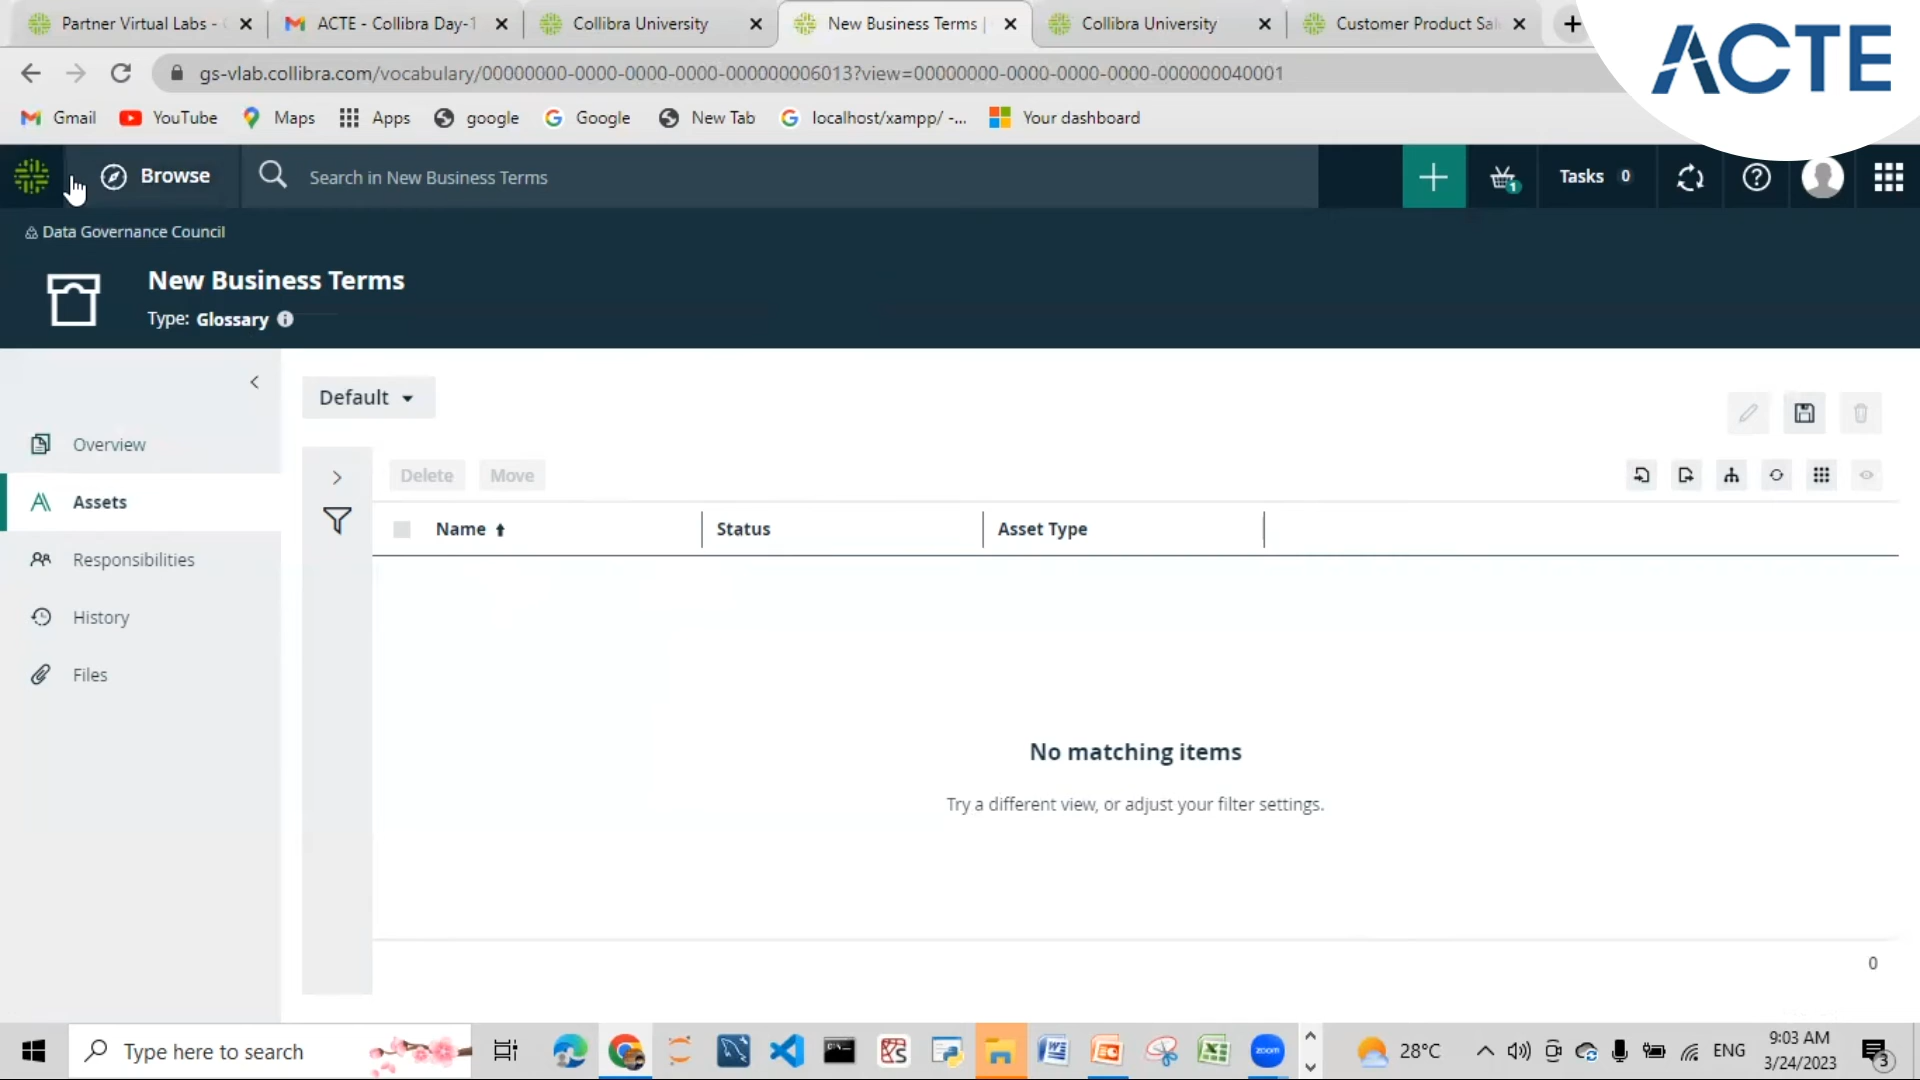 Partner Virtual Labs -
ACTE - Collibra Day-1
Collibra University
New Business Terms |
Collibra University
Customer Product Sal
ACTE
gs-vlab.collibra.com/vocabulary/00000000-0000-0000-0000-000000006013?view=00000000-0000-0000-0000-000000040001
Gmail
YouTube
Maps
Apps
google
Google
New Tab
localhost/xampp/ -...
Your dashboard
Browse
Search in New Business Terms
1
Tasks 0
Data Governance Council
New Business Terms
Type: Glossary
Default
Overview
Assets
Responsibilities
History
Files
Delete
Move
Name
Status
Asset Type
No matching items
Try a different view, or adjust your filter settings.
0
Type here to search
zoom
28°C
ENG
9:03 AM
3/24/2023
3